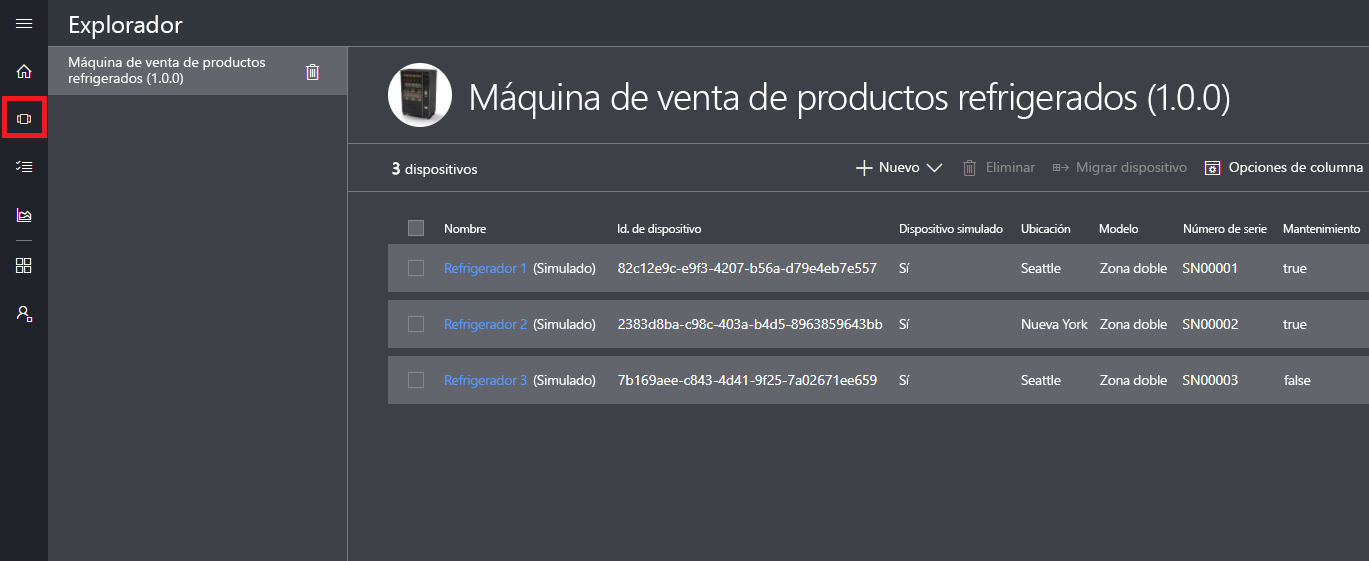 Explorador
Máquina de venta de productos
refrigerados (1.0.0)
Máquina de venta de productos refrigerados (1.0.0)
3 dispositivos
Nuevo Eliminar Migrar dispositivo Opciones de columna
Nombre Id. de dispositivo Dispositivo simulado Ubicación Modelo Número de serie Mantenimiento
Refrigerador 1 (Simulado) 82c12e9c-e9f3-4207-b56a-d79e4eb7e557 Sí Seattle Zona doble SN00001 true
Refrigerador 2 (Simulado) 2383d8ba-c98c-403a-b4d5-8963859643bb Sí Nueva York Zona doble SN00002 true
Refrigerador 3 (Simulado) 7b169aee-c843-4d41-9f25-7a02671ee659 Sí Seattle Zona doble SN00003 false